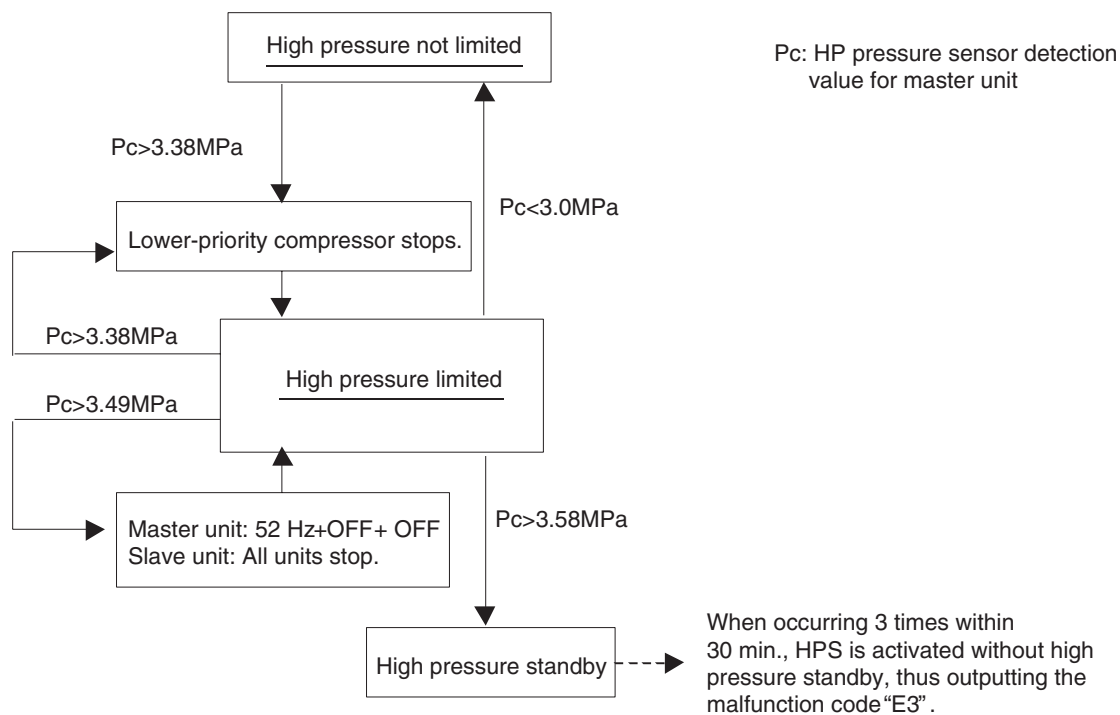 High pressure not limited
Pc: HP pressure sensor detection
value for master unit
Pc>3.38MPa
Pc<3.0MPa
Lower-priority compressor stops.
Pc>3.38MPa
High pressure limited
Pc>3.49MPa
Master unit: 52 Hz+OFF+ OFF
Slave unit: All units stop.
Pc>3.58MPa
High pressure standby
When occurring 3 times within
30 min., HPS is activated without high
pressure standby, thus outputting the
malfunction code “E3”.